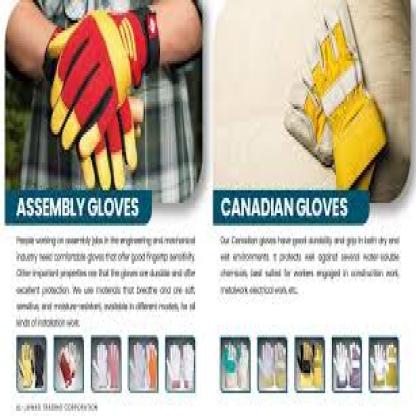 ASSEMBLY GLOVES
People working on assembly jobs in the engineering and mechanical
industry need comfortable gloves that offer good fingertip sensitivity.
Other important properties are that the gloves are durable and offer
excellent protection. We use materials that breathe and are soft,
sensitive, and moisture-resistant, available in different models, for all
kinds of installation work.
CANADIAN GLOVES
Our Canadian gloves have good durability and grip in both dry and
wet environments. It protects well against several water-soluble
chemicals, best suited for workers engaged in construction work,
metalwork, electrical work, etc.
TRADING CORPORATION